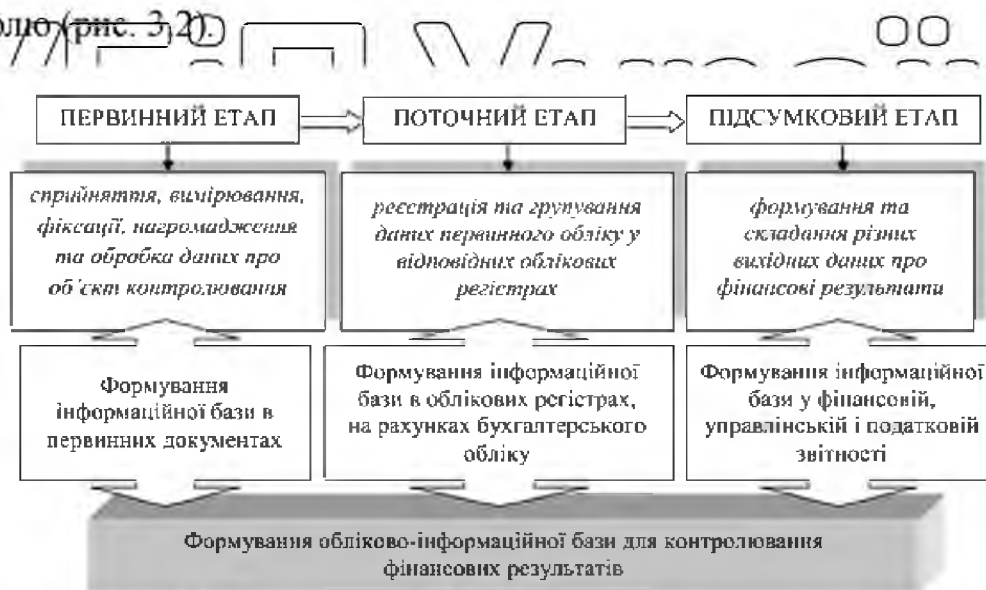 (рис. 3.2).
ПЕРВИННИЙ ЕТАП
ПОТОЧНИЙ ЕТАП
ПІДСУМКОВИЙ ЕТАП
сприйняття, вимірювання,
фіксації, нагромадження
та обробка даних про
об'єкт контролювання
реєстрація та групування
даних первинного обліку у
відповідних облікових
регістрах
формування та
складання різних
вихідних даних про
фінансові результати
Формування
інформаційної бази в
первинних документах
Формування інформаційної
бази в облікових регістрах,
на рахунках бухгалтерського
обліку
Формування інформаційної
бази у фінансовій,
управлінській і податковій
звітності
Формування обліково-інформаційної бази для контролювання
фінансових результатів